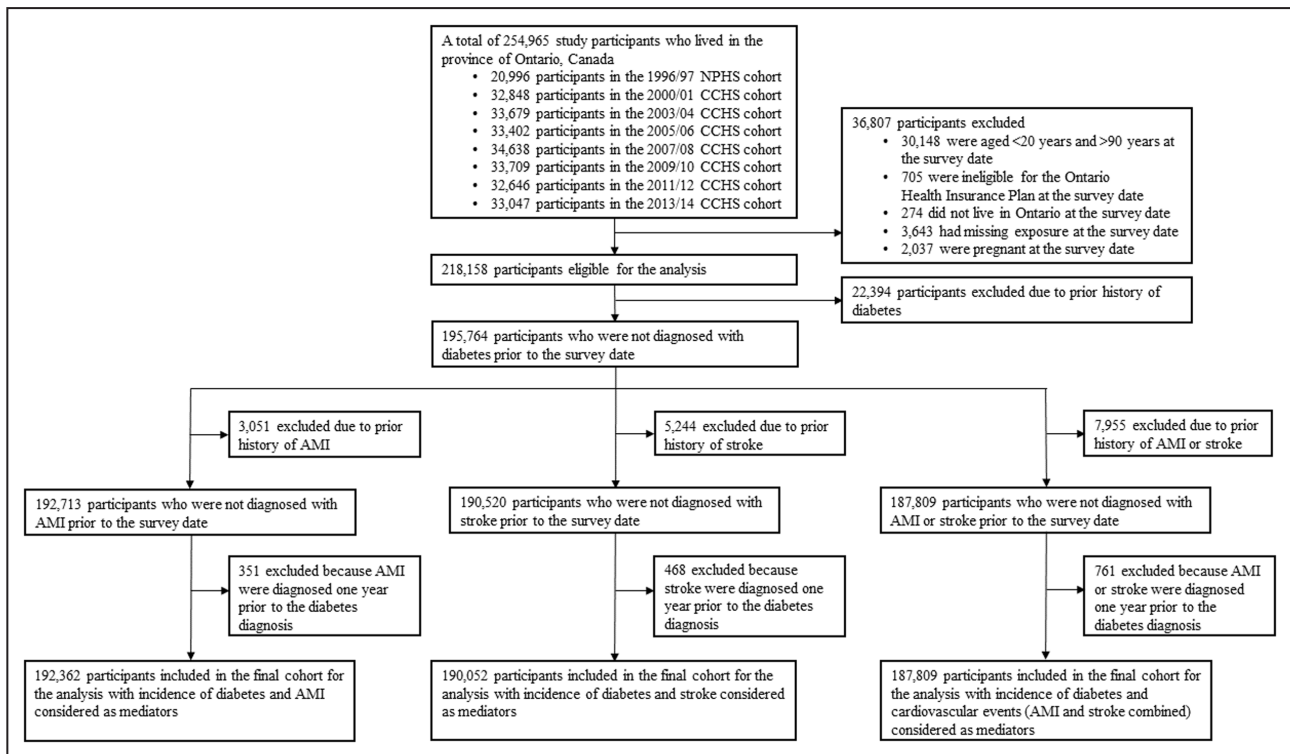 A total of 254,965 study participants who lived in the
province of Ontario, Canada
• 20,996 participants in the 1996/97 NPHS cohort
• 32,848 participants in the 2000/01 CCHS cohort
• 33,679 participants in the 2003/04 CCHS cohort
• 33,402 participants in the 2005/06 CCHS cohort
• 34,638 participants in the 2007/08 CCHS cohort
• 33,709 participants in the 2009/10 CCHS cohort
• 32,646 participants in the 2011/12 CCHS cohort
• 33,047 participants in the 2013/14 CCHS cohort
36,807 participants excluded
• 30,148 were aged <20 years and >90 years at
the survey date
• 705 were ineligible for the Ontario
Health Insurance Plan at the survey date
• 274 did not live in Ontario at the survey date
• 3,643 had missing exposure at the survey date
• 2,037 were pregnant at the survey date
218,158 participants eligible for the analysis
22,394 participants excluded due to prior history of
diabetes
195,764 participants who were not diagnosed with
diabetes prior to the survey date
3,051 excluded due to prior
history of AMI
5,244 excluded due to prior
history of stroke
7,955 excluded due to prior
history of AMI or stroke
192,713 participants who were not diagnosed with
AMI prior to the survey date
190,520 participants who were not diagnosed with
stroke prior to the survey date
187,809 participants who were not diagnosed with
AMI or stroke prior to the survey date
351 excluded because AMI
were diagnosed one year
prior to the diabetes
diagnosis
468 excluded because
stroke were diagnosed one
year prior to the diabetes
diagnosis
761 excluded because AMI
or stroke were diagnosed
one year prior to the
diabetes diagnosis
192,362 participants included in the final cohort for
the analysis with incidence of diabetes and AMI
considered as mediators
190,052 participants included in the final cohort for the
analysis with incidence of diabetes and stroke considered
as mediators
187,809 participants included in the final cohort for
the analysis with incidence of diabetes and
cardiovascular events (AMI and stroke combined)
considered as mediators